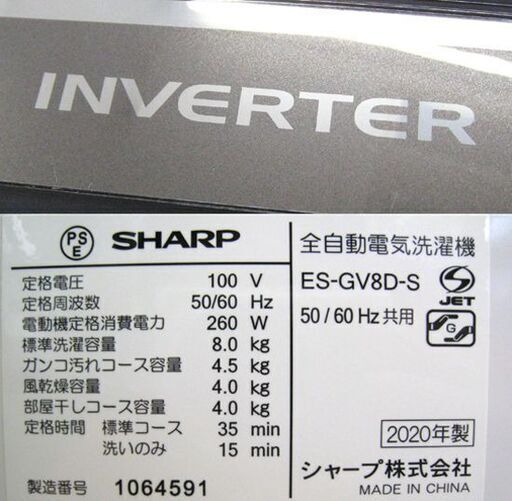 INVERTER
PS
E
SHARP
定格電圧 100 V
定格周波数 50/60 Hz
電動機定格消費電力 260 W
標準洗濯容量 8.0 kg
ガンコ汚れコース容量 4.5 kg
風乾燥容量 4.0 kg
部屋干しコース容量 4.0 kg
定格時間 標準コース 35 min
洗いのみ 15 min
製造番号 1064591
全自動電気洗濯機
ES-GV8D-S
S
JET
50/60 Hz共用
G
2020年製
シャープ株式会社
MADE IN CHINA